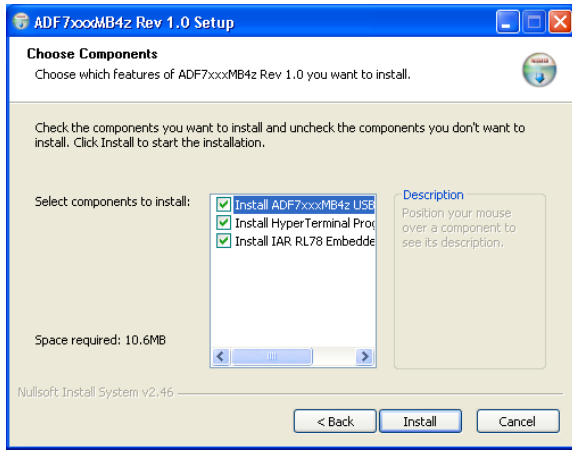 ADF7xxxMB4z Rev 1.0 Setup
Choose Components
Choose which features of ADF7xxxMB4z Rev 1.0 you want to install.
Check the components you want to install and uncheck the components you don't want to
install. Click Install to start the installation.
Select components to install:
Install ADF7xxxMB4z USB
Install HyperTerminal Prog
Install IAR RL78 Embedde
Description
Position your mouse
over a component to
see its description.
Space required: 10.6MB
Nullsoft Install System v2.46
< Back
Install
Cancel